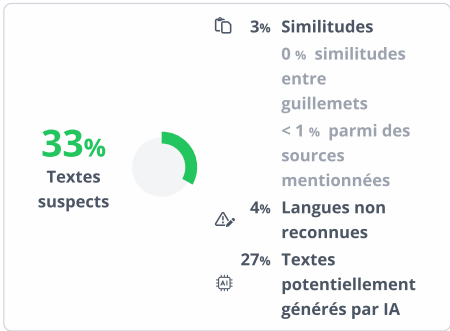 33%
Textes
suspects
3% Similitudes
0 % similitudes
entre
guillemets
< 1 % parmi des
sources
mentionnées
4% Langues non
reconnues
27% Textes
potentiellement
générés par IA
AI